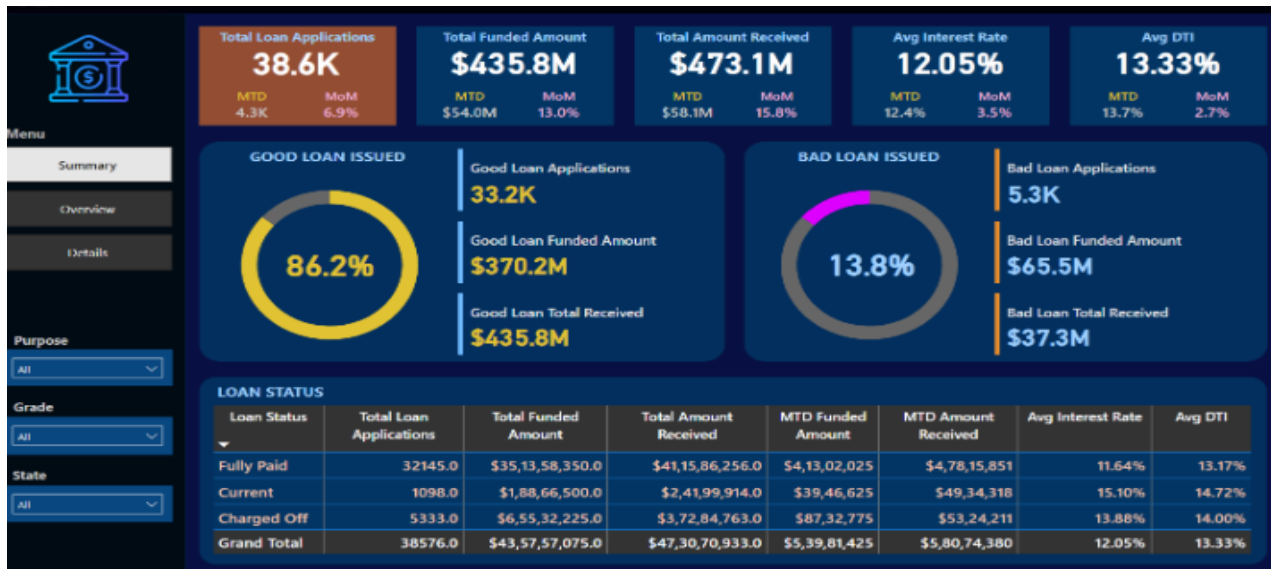 Total Loan Applications
38.6K
MTD MoM
4.3K 6.9%
Total Funded Amount
$435.8M
MTD MoM
$54.0M 13.0%
Total Amount Received
$473.1M
MTD MoM
$58.1M 15.8%
Avg Interest Rate
12.05%
MTD MoM
12.4% 3.5%
Avg DTI
13.33%
MTD MoM
13.7% 2.7%
$
Menu
Summary
Overview
Details
Purpose
All
Grade
All
State
All
GOOD LOAN ISSUED
86.2%
Good Loan Applications
33.2K
Good Loan Funded Amount
$370.2M
Good Loan Total Received
$435.8M
BAD LOAN ISSUED
13.8%
Bad Loan Applications
5.3K
Bad Loan Funded Amount
$65.5M
Bad Loan Total Received
$37.3M
LOAN STATUS
Loan Status Total Loan Total Funded Total Amount MTD Funded MTD Amount Avg Interest Rate Avg DTI
Applications Amount Received Amount Received
Fully Paid 32145.0 $35,13,58,350.0 $41,15,86,256.0 $4,13,02,025 $4,78,15,851 11.64% 13.17%
Current 1098.0 $1,88,66,500.0 $2,41,99,914.0 $39,46,625 $49,34,318 15.10% 14.72%
Charged Off 5333.0 $6,55,32,225.0 $3,72,84,763.0 $87,32,775 $53,24,211 13.88% 14.00%
Grand Total 38576.0 $43,57,57,075.0 $47,30,70,933.0 $5,39,81,425 $5,80,74,380 12.05% 13.33%